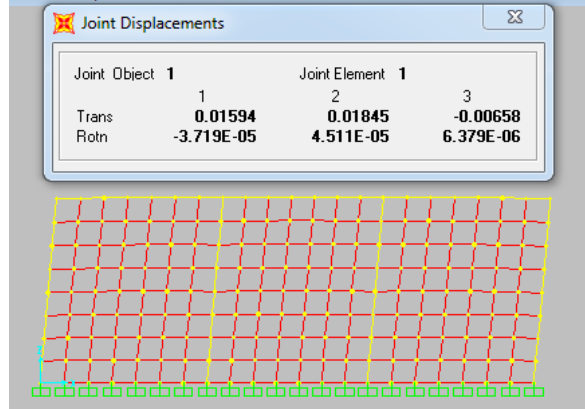 Joint Displacements
Joint Object 1 Joint Element 1
1 2 3
Trans 0.01594 0.01845 -0.00658
Rotn -3.719E-05 4.511E-05 6.379E-06